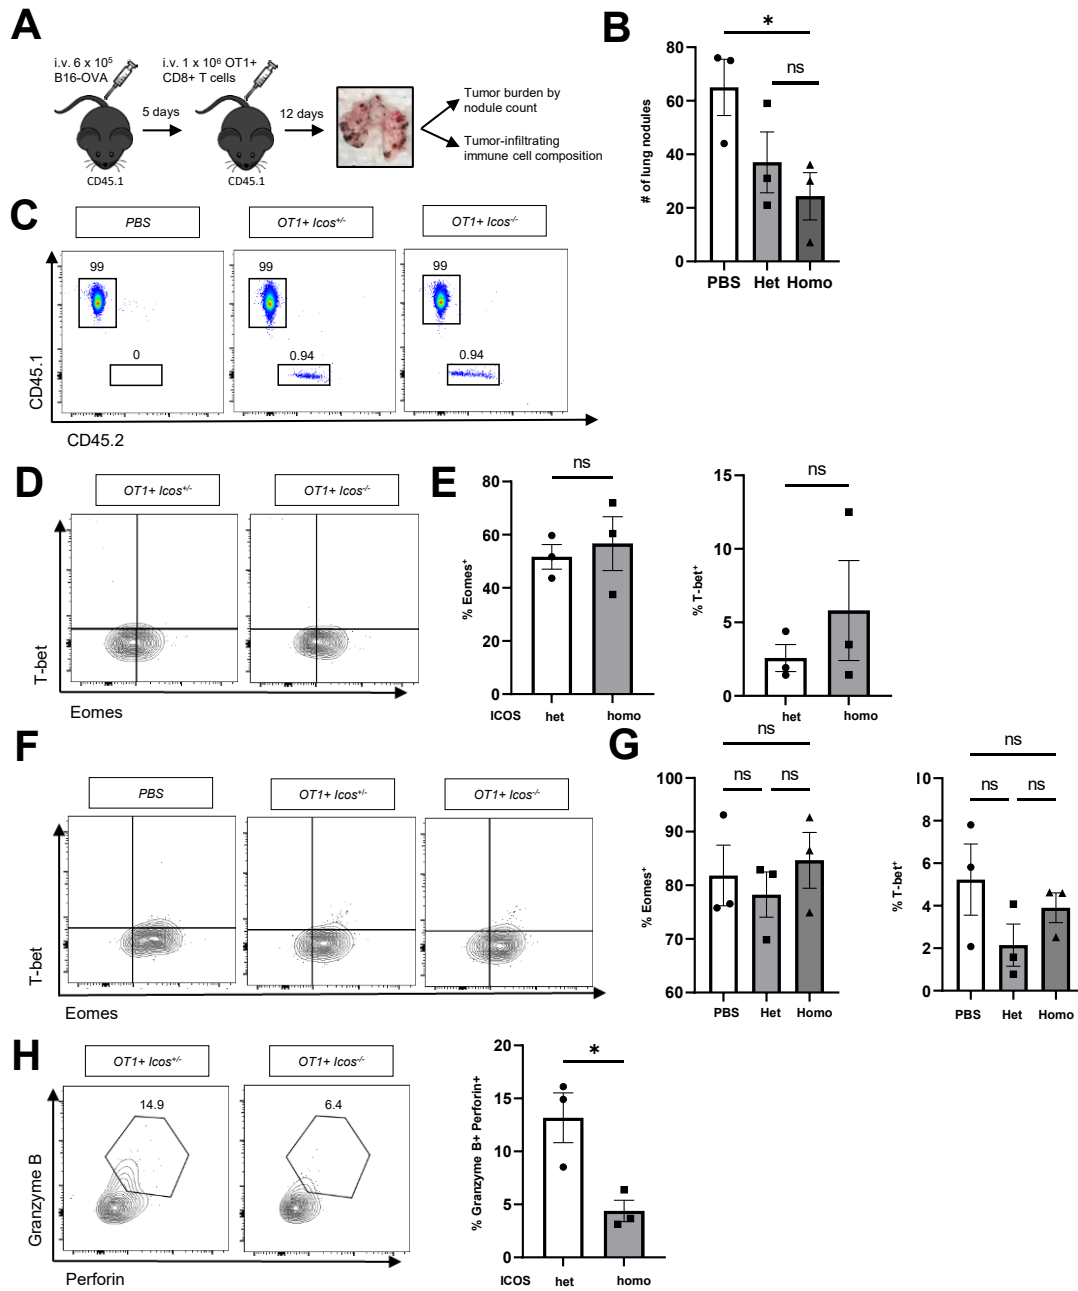 A
i.v. 6 x 10⁵
B16-OVA
i.v. 1 x 10⁶ OT1+
CD8+ T cells
5 days
12 days
CD45.1
CD45.1
Tumor burden by
nodule count
Tumor-infiltrating
immune cell composition
B
*
ns
# of lung nodules
80
60
40
20
0
PBS Het Homo
C
PBS
OT1+ Icos⁺/⁻
OT1+ Icos⁻/⁻
99
99
99
0
0.94
0.94
CD45.1
CD45.2
D
OT1+ Icos⁺/⁻
OT1+ Icos⁻/⁻
T-bet
Eomes
E
ns
% Eomes⁺
80
60
40
20
0
ICOS het homo
ns
% T-bet⁺
15
10
5
0
het homo
F
PBS
OT1+ Icos⁺/⁻
OT1+ Icos⁻/⁻
T-bet
Eomes
G
ns
ns ns
% Eomes⁺
100
90
80
70
60
PBS Het Homo
ns
ns ns
% T-bet⁺
10
8
6
4
2
0
PBS Het Homo
H
OT1+ Icos⁺/⁻
OT1+ Icos⁻/⁻
14.9
6.4
Granzyme B
Perforin
*
% Granzyme B+ Perforin+
20
15
10
5
0
ICOS het homo